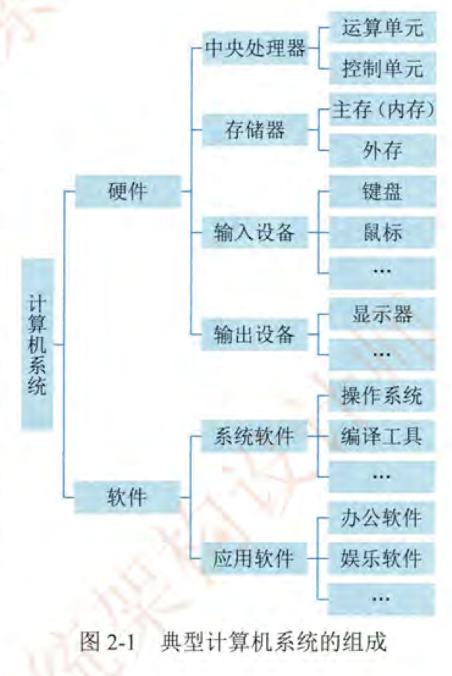 中央处理器
运算单元
控制单元
存储器
主存（内存）
外存
硬件
输入设备
键盘
鼠标
…
输出设备
显示器
…
计算机系统
软件
系统软件
操作系统
编译工具
…
应用软件
办公软件
娱乐软件
…
图 2-1 典型计算机系统的组成